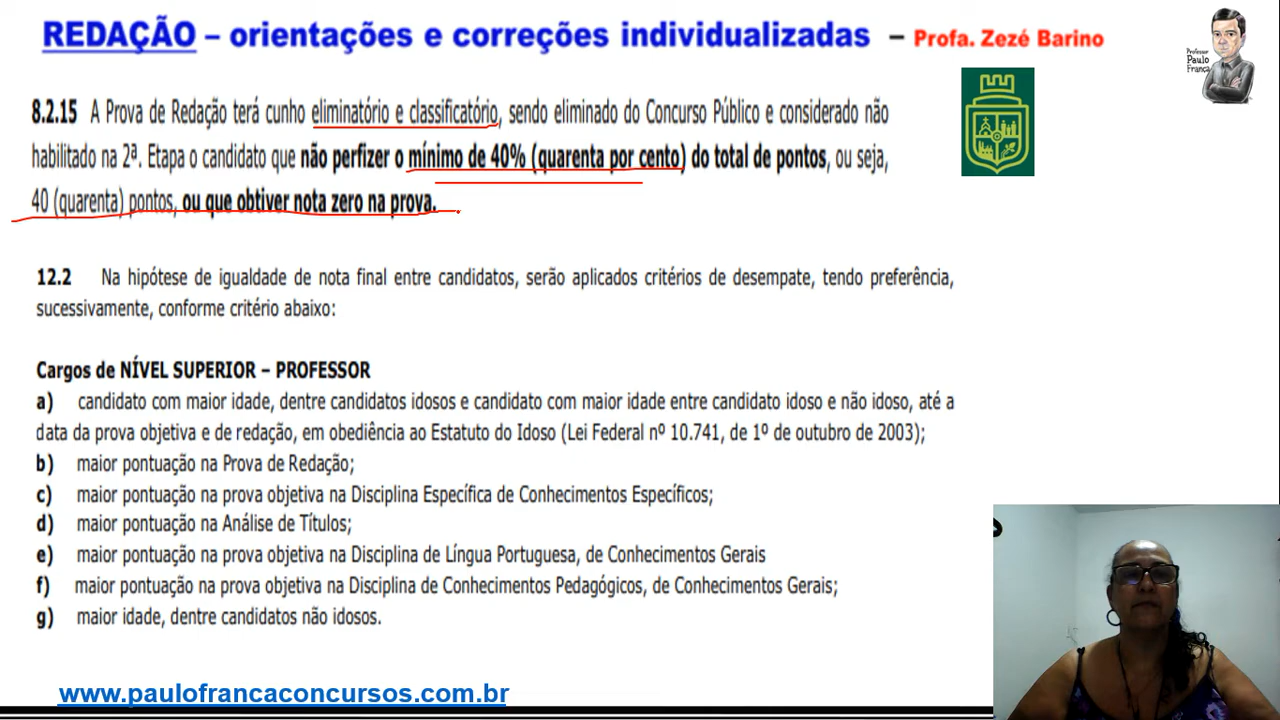 REDAÇÃO – orientações e correções individualizadas – Profa. Zezé Barino
Professor
Paulo
França
8.2.15 A Prova de Redação terá cunho eliminatório e classificatório, sendo eliminado do Concurso Público e considerado não
habilitado na 2ª. Etapa o candidato que não perfizer o mínimo de 40% (quarenta por cento) do total de pontos, ou seja,
40 (quarenta) pontos, ou que obtiver nota zero na prova.
12.2 Na hipótese de igualdade de nota final entre candidatos, serão aplicados critérios de desempate, tendo preferência,
sucessivamente, conforme critério abaixo:
Cargos de NÍVEL SUPERIOR – PROFESSOR
a) candidato com maior idade, dentre candidatos idosos e candidato com maior idade entre candidato idoso e não idoso, até a
data da prova objetiva e de redação, em obediência ao Estatuto do Idoso (Lei Federal nº 10.741, de 1º de outubro de 2003);
b) maior pontuação na Prova de Redação;
c) maior pontuação na prova objetiva na Disciplina Específica de Conhecimentos Específicos;
d) maior pontuação na Análise de Títulos;
e) maior pontuação na prova objetiva na Disciplina de Língua Portuguesa, de Conhecimentos Gerais
f) maior pontuação na prova objetiva na Disciplina de Conhecimentos Pedagógicos, de Conhecimentos Gerais;
g) maior idade, dentre candidatos não idosos.
www.paulofrancaconcursos.com.br